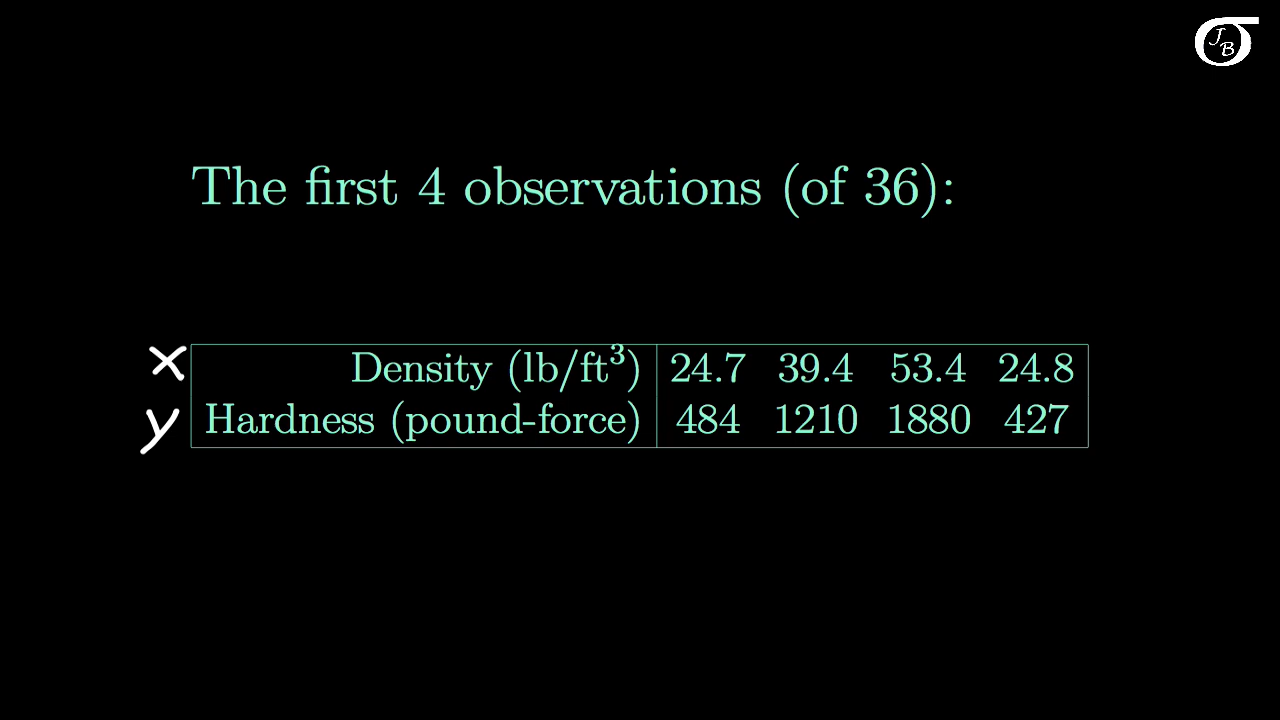 JB
The first 4 observations (of 36):
x Density (lb/ft³) 24.7 39.4 53.4 24.8
y Hardness (pound-force) 484 1210 1880 427